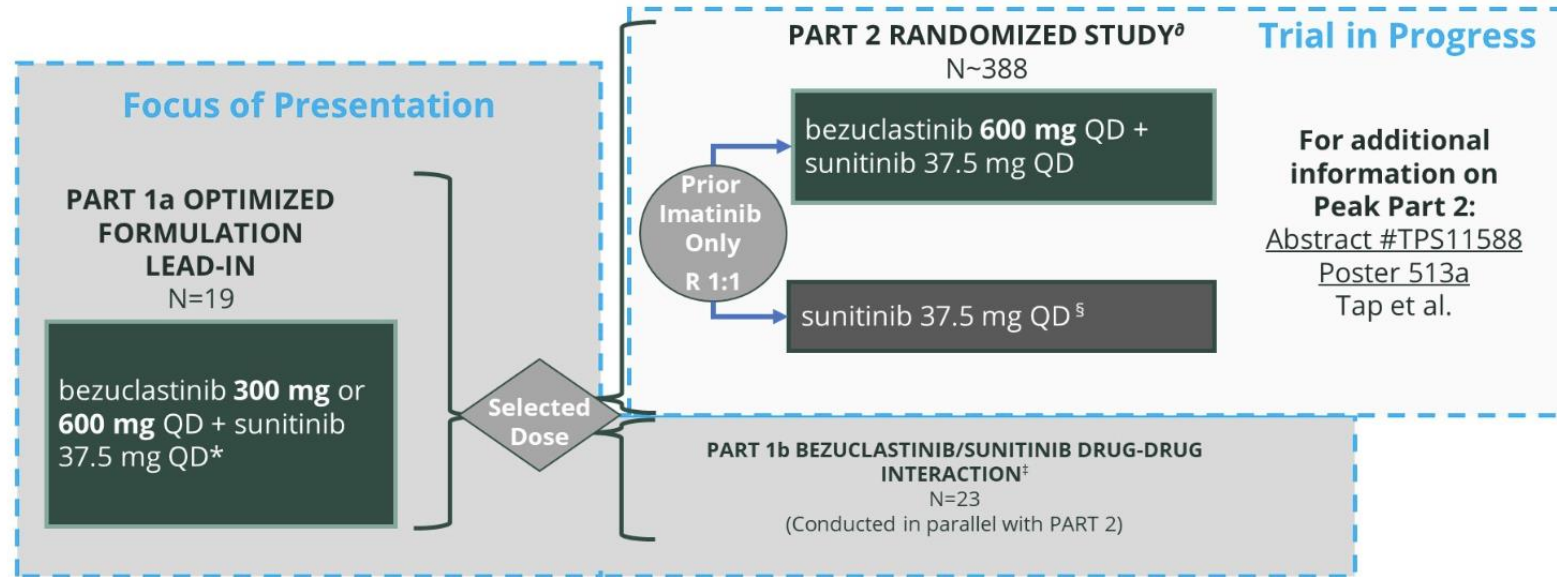 Focus of Presentation
PART 1a OPTIMIZED
FORMULATION
LEAD-IN
N=19
bezuclastinib 300 mg or
600 mg QD + sunitinib
37.5 mg QD*
Selected
Dose
PART 2 RANDOMIZED STUDY∂
N~388
Prior
Imatinib
Only
R 1:1
bezuclastinib 600 mg QD +
sunitinib 37.5 mg QD
sunitinib 37.5 mg QD§
Trial in Progress
For additional
information on
Peak Part 2:
Abstract #TPS11588
Poster 513a
Tap et al.
PART 1b BEZUCLASTINIB/SUNITINIB DRUG-DRUG
INTERACTION‡
N=23
(Conducted in parallel with PART 2)